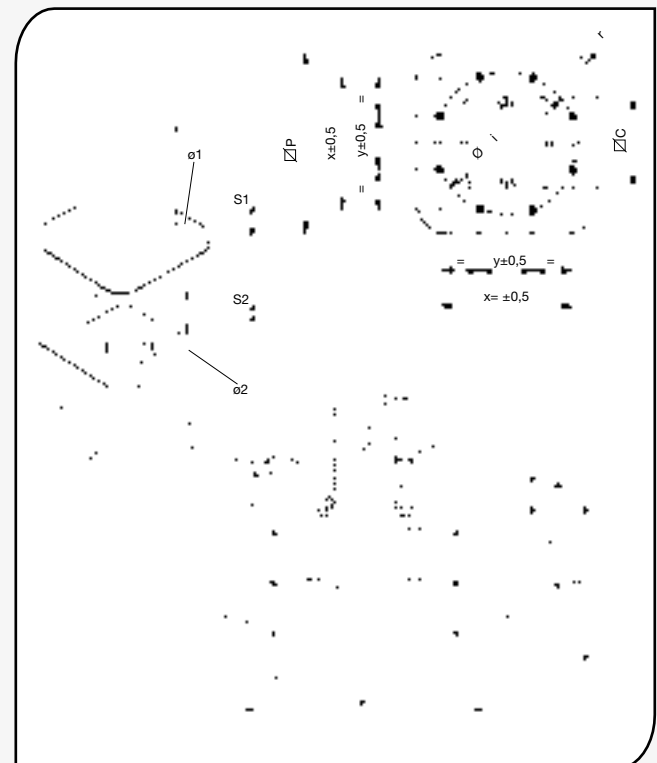 r
ø1
⍁P
x±0,5
=
y±0,5
=
Ø i
⍁C
S1
= y±0,5 =
x= ±0,5
S2
ø2